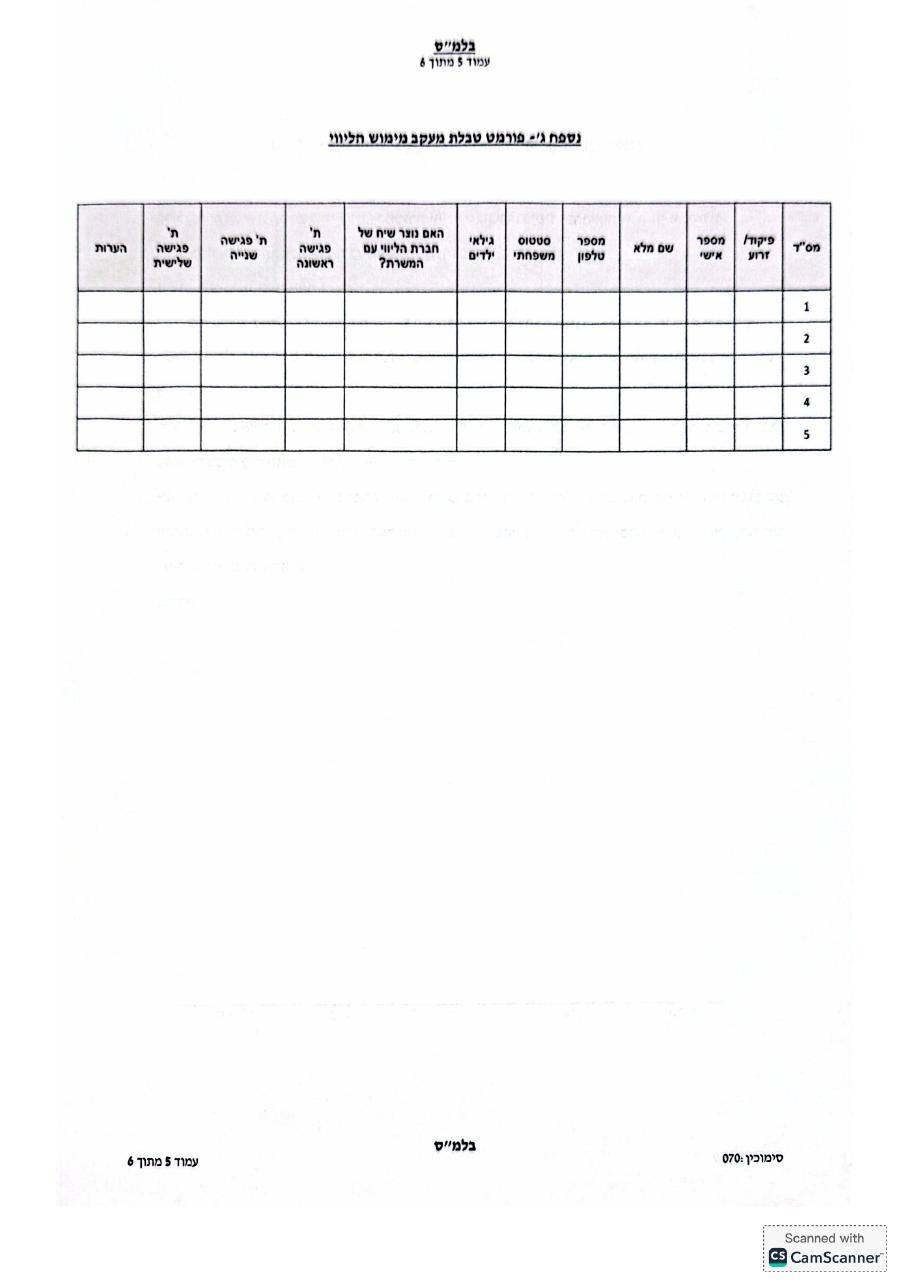 בלמ"ס
עמוד 5 מתוך 6
נספח ג'- פורמט טבלת מעקב מימוש הליווי
מס"ד
פיקוד/
זרוע
מספר
אישי
שם מלא
מספר
טלפון
סטטוס
משפחתי
גילאי
ילדים
האם נוצר שיח של
חברת הליווי עם
המשרת?
ת'
פגישה
ראשונה
ת' פגישה
שנייה
ת'
פגישה
שלישית
הערות
1
2
3
4
5
בלמ"ס
סימוכין: 070
עמוד 5 מתוך 6
Scanned with
CS CamScanner